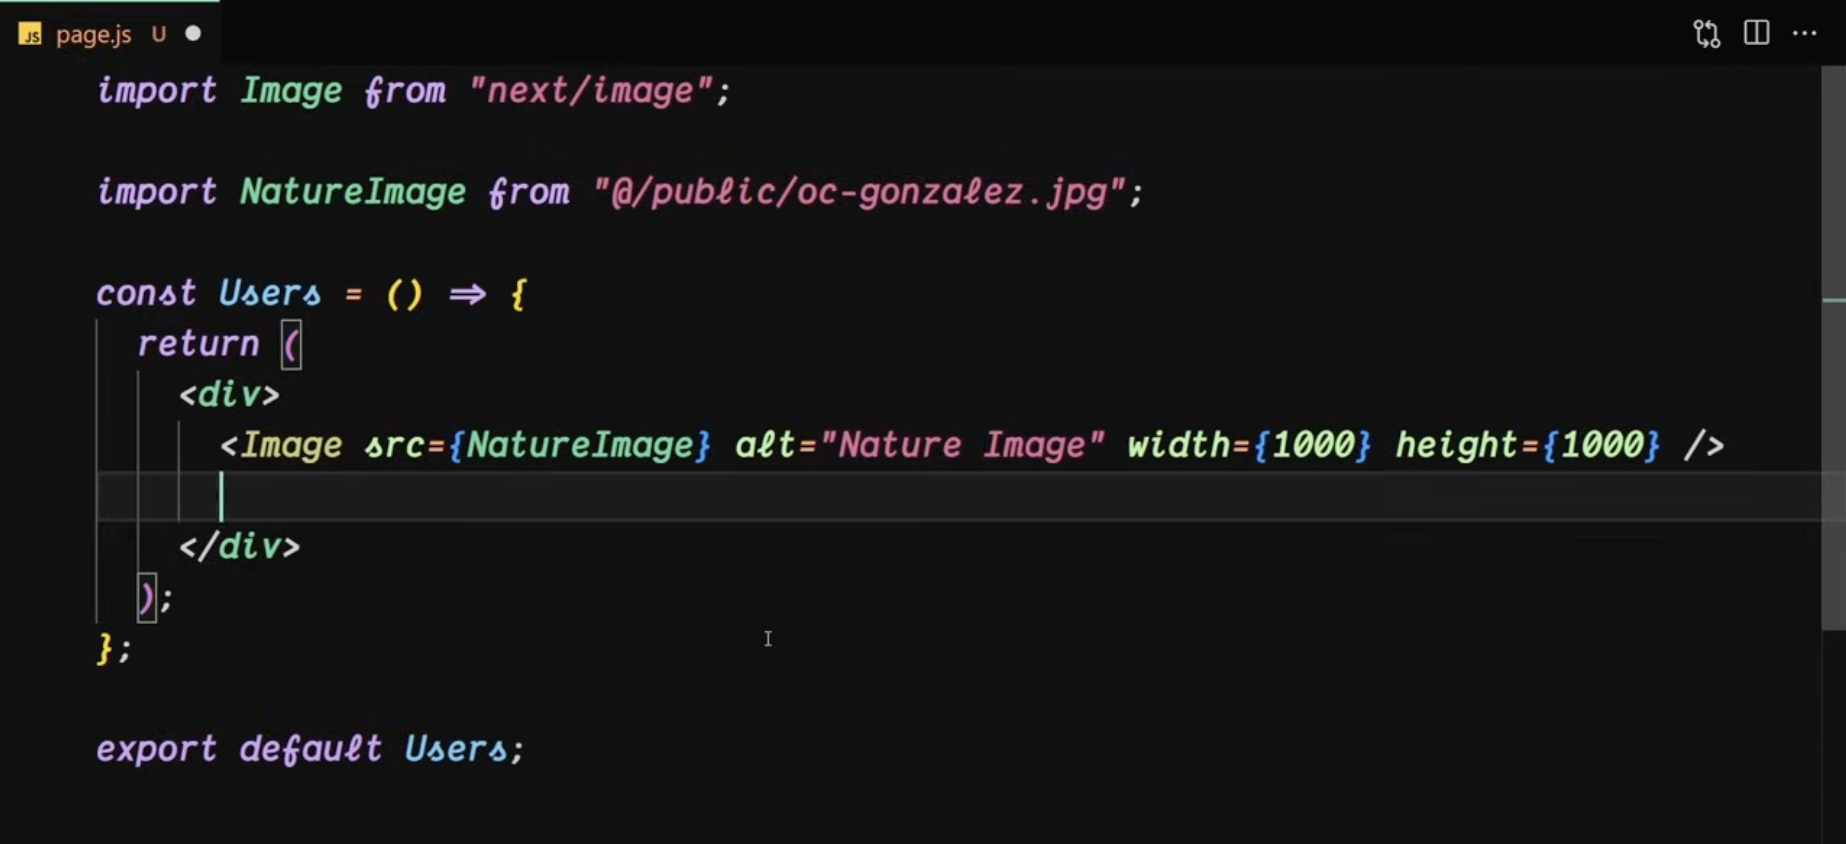 JS page.js U
import Image from "next/image";
import NatureImage from "@/public/oc-gonzalez.jpg";
const Users = () => {
return (
<div>
<Image src={NatureImage} alt="Nature Image" width={1000} height={1000} />
</div>
);
};
export default Users;